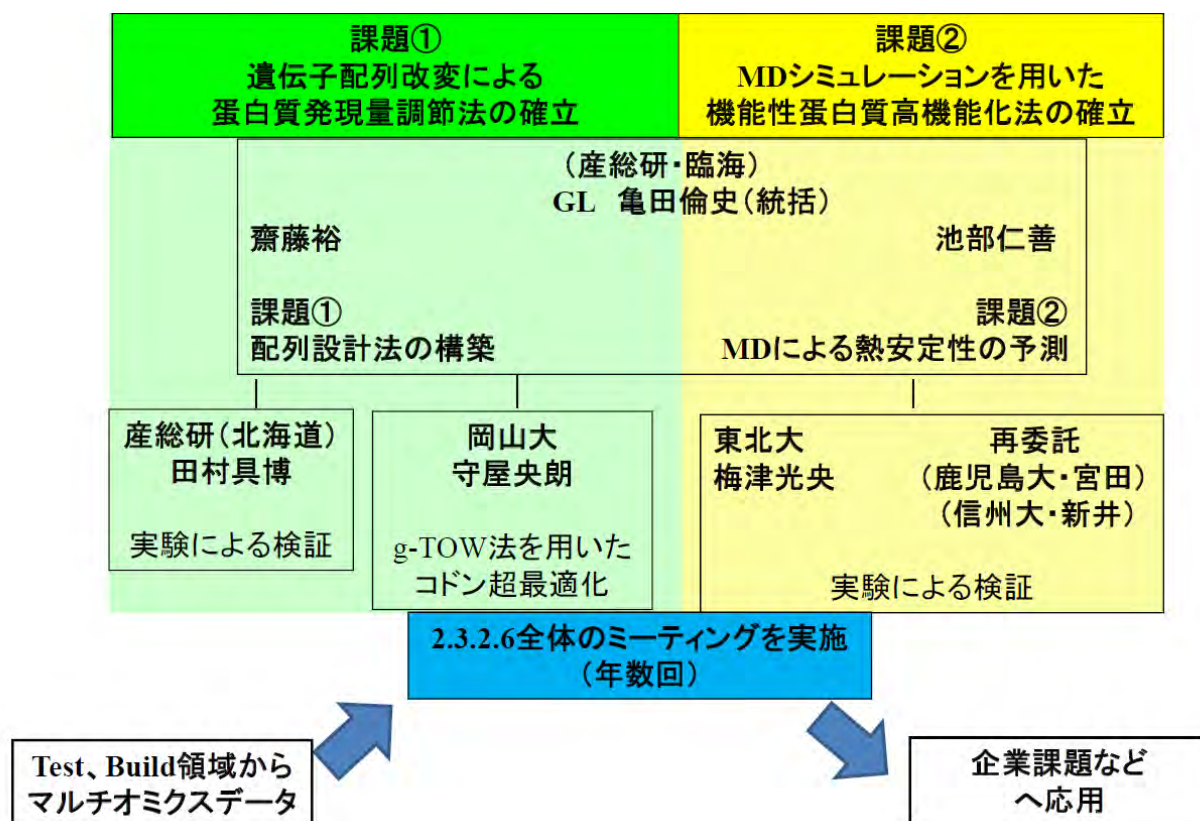 課題①
遺伝子配列改変による
蛋白質発現量調節法の確立
課題②
MDシミュレーションを用いた
機能性蛋白質高機能化法の確立
（産総研・臨海）
GL 亀田倫史（統括）
齋藤裕
池部仁善
課題①
配列設計法の構築
課題②
MDによる熱安定性の予測
産総研（北海道）
田村具博
実験による検証
岡山大
守屋央朗
g-TOW法を用いた
コドン超最適化
東北大
梅津光央
再委託
（鹿児島大・宮田）
（信州大・新井）
実験による検証
2.3.2.6全体のミーティングを実施
（年数回）
Test、Build領域から
マルチオミクスデータ
企業課題など
へ応用